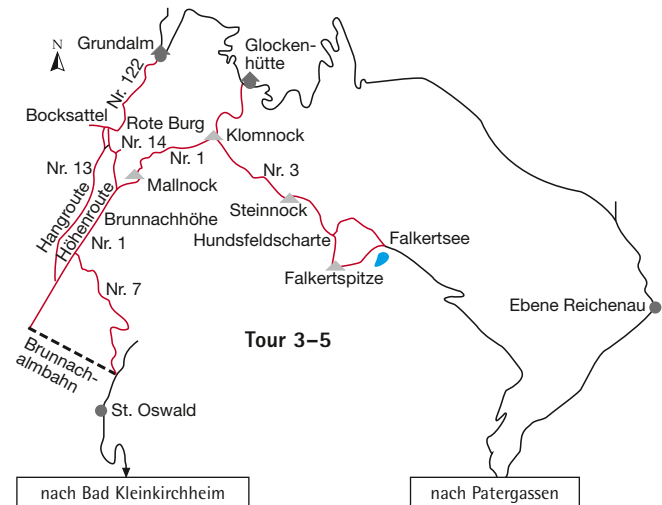 N
Grundalm
Glocken-
hütte
Nr. 122
Bocksattel
Rote Burg
Klomnock
Nr. 14
Nr. 1
Nr. 13
Nr. 3
Mallnock
Hangroute
Höhenroute
Steinnock
Brunnachhöhe
Nr. 1
Hundsfeldscharte
Falkertsee
Falkertspitze
Nr. 7
Ebene Reichenau
Tour 3–5
Brunnach-
almbahn
St. Oswald
nach Bad Kleinkirchheim
nach Patergassen